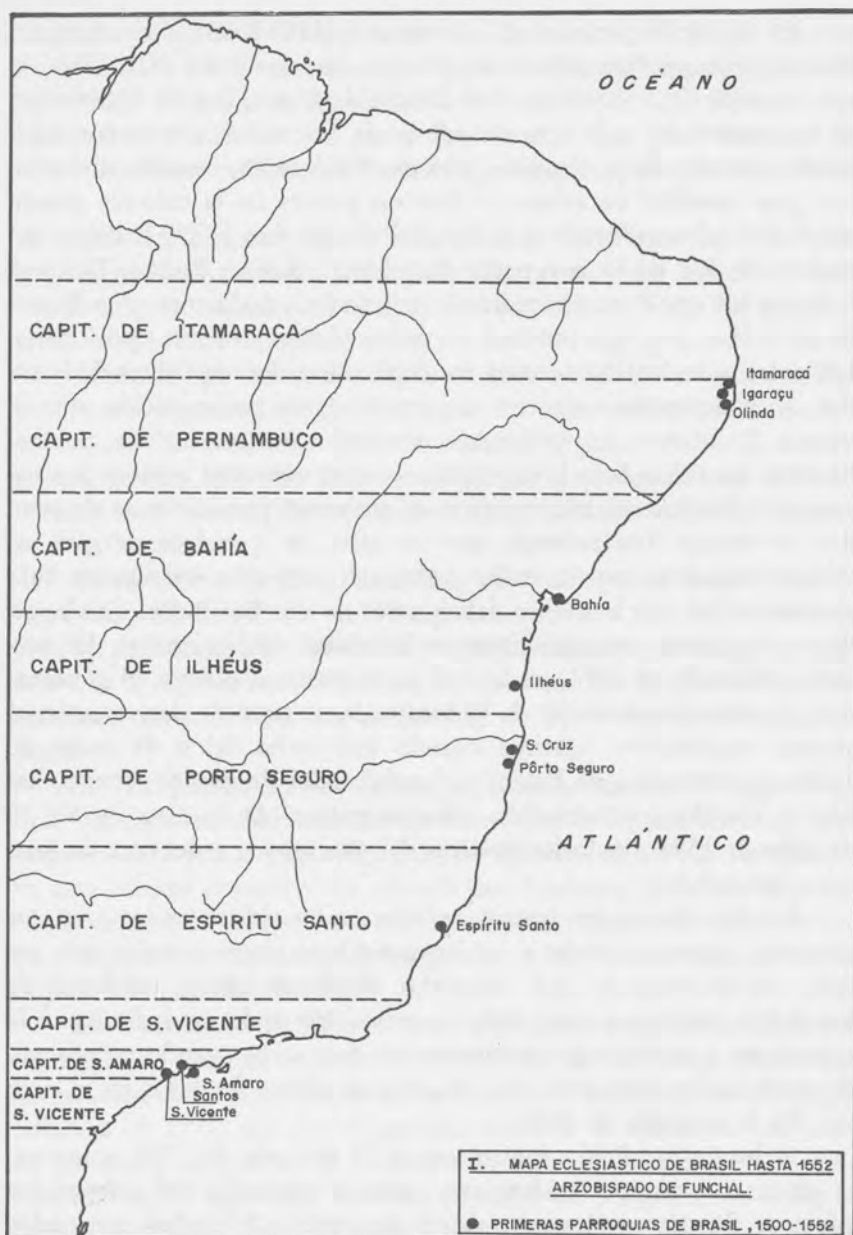 OCEANO
CAPIT. DE ITAMARACA
Itamaracá
Igaraçu
Olinda
CAPIT. DE PERNAMBUCO
CAPIT. DE BAHÍA
Bahía
CAPIT. DE ILHÉUS
Ilhéus
S. Cruz
Pôrto Seguro
CAPIT. DE PORTO SEGURO
ATLÁNTICO
CAPIT. DE ESPIRITU SANTO
Espíritu Santo
CAPIT. DE S. VICENTE
CAPIT. DE S. AMARO
S. Amaro
Santos
S. Vicente
CAPIT. DE
S. VICENTE
I. MAPA ECLESIASTICO DE BRASIL HASTA 1552
ARZOBISPADO DE FUNCHAL.
PRIMERAS PARROQUIAS DE BRASIL, 1500-1552